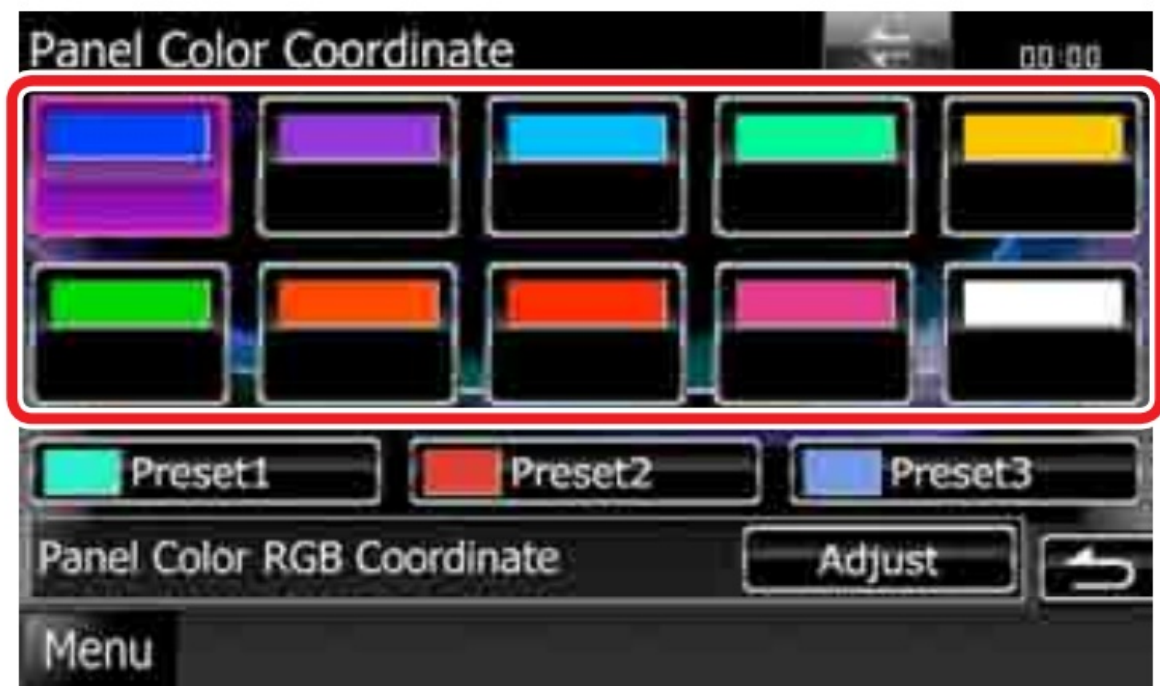 Panel Color Coordinate
00:00
Preset1
Preset2
Preset3
Panel Color RGB Coordinate
Adjust
Menu